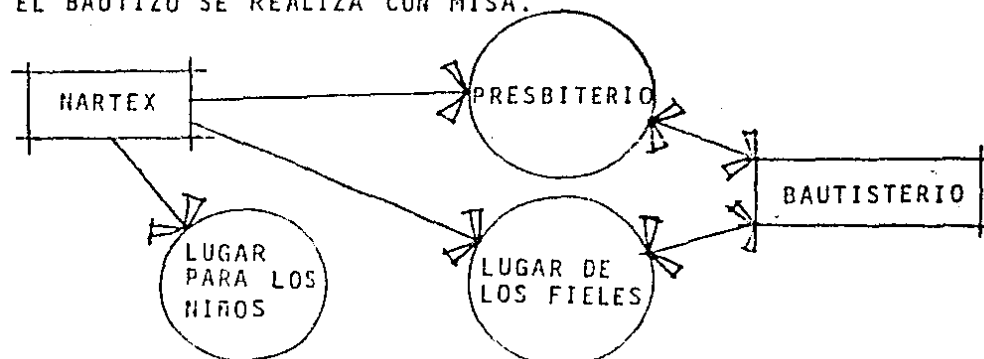 EL BAUTIZO SE REALIZA CON MISA.
NARTEX
PRESBITERIO
BAUTISTERIO
LUGAR
PARA LOS
NIÑOS
LUGAR DE
LOS FIELES